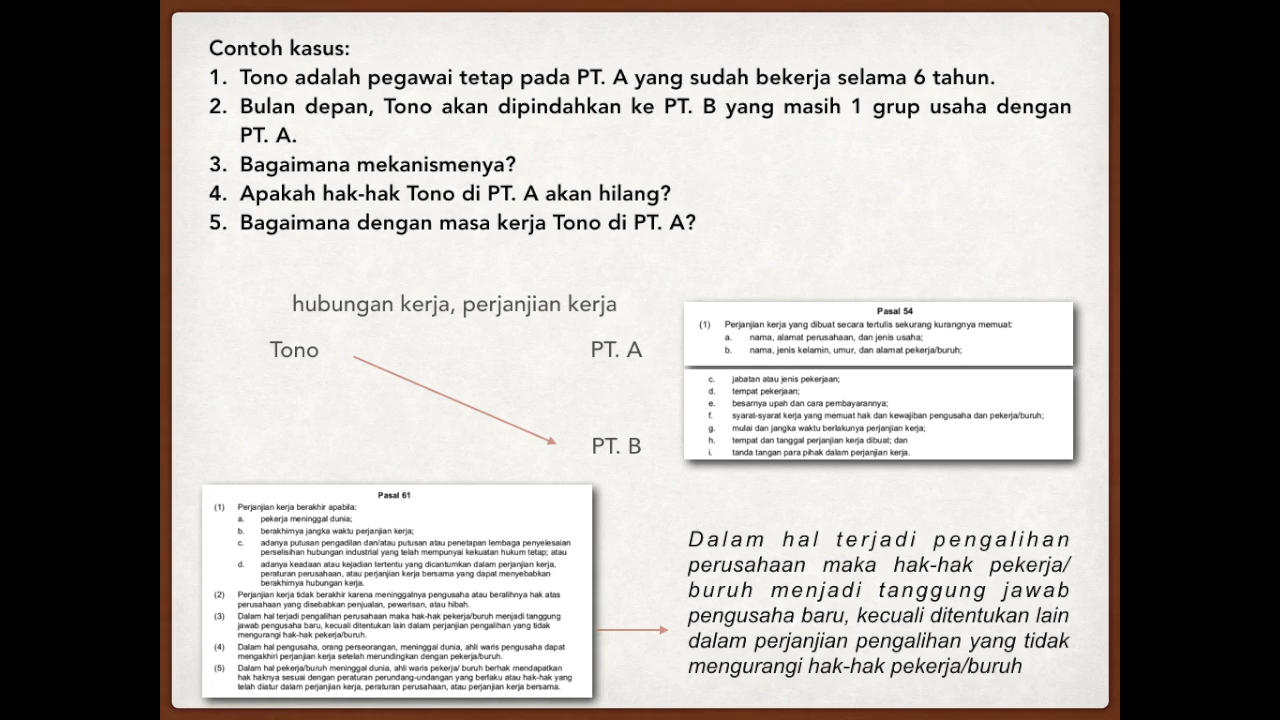 Contoh kasus:
1. Tono adalah pegawai tetap pada PT. A yang sudah bekerja selama 6 tahun.
2. Bulan depan, Tono akan dipindahkan ke PT. B yang masih 1 grup usaha dengan
PT. A.
3. Bagaimana mekanismenya?
4. Apakah hak-hak Tono di PT. A akan hilang?
5. Bagaimana dengan masa kerja Tono di PT. A?
hubungan kerja, perjanjian kerja
Tono
PT. A
PT. B
Pasal 54
(1) Perjanjian kerja yang dibuat secara tertulis sekurang kurangnya memuat:
a. nama, alamat perusahaan, dan jenis usaha;
b. nama, jenis kelamin, umur, dan alamat pekerja/buruh;
c. jabatan atau jenis pekerjaan;
d. tempat pekerjaan;
e. besarnya upah dan cara pembayarannya;
f. syarat-syarat kerja yang memuat hak dan kewajiban pengusaha dan pekerja/buruh;
g. mulai dan jangka waktu berlakunya perjanjian kerja;
h. tempat dan tanggal perjanjian kerja dibuat; dan
i. tanda tangan para pihak dalam perjanjian kerja.
Pasal 61
(1) Perjanjian kerja berakhir apabila:
a. pekerja meninggal dunia;
b. berakhirnya jangka waktu perjanjian kerja;
c. adanya putusan pengadilan dan/atau putusan atau penetapan lembaga penyelesaian
perselisihan hubungan industrial yang telah mempunyai kekuatan hukum tetap; atau
d. adanya keadaan atau kejadian tertentu yang dicantumkan dalam perjanjian kerja,
peraturan perusahaan, atau perjanjian kerja bersama yang dapat menyebabkan
berakhirnya hubungan kerja.
(2) Perjanjian kerja tidak berakhir karena meninggalnya pengusaha atau beralihnya hak atas
perusahaan yang disebabkan penjualan, pewarisan, atau hibah.
(3) Dalam hal terjadi pengalihan perusahaan maka hak-hak pekerja/buruh menjadi tanggung
jawab pengusaha baru, kecuali ditentukan lain dalam perjanjian pengalihan yang tidak
mengurangi hak-hak pekerja/buruh.
(4) Dalam hal pengusaha, orang perseorangan, meninggal dunia, ahli waris pengusaha dapat
mengakhiri perjanjian kerja setelah merundingkan dengan pekerja/buruh.
(5) Dalam hal pekerja/buruh meninggal dunia, ahli waris pekerja/ buruh berhak mendapatkan
hak haknya sesuai dengan peraturan perundang-undangan yang berlaku atau hak-hak yang
telah diatur dalam perjanjian kerja, peraturan perusahaan, atau perjanjian kerja bersama.
Dalam hal terjadi pengalihan
perusahaan maka hak-hak pekerja/
buruh menjadi tanggung jawab
pengusaha baru, kecuali ditentukan lain
dalam perjanjian pengalihan yang tidak
mengurangi hak-hak pekerja/buruh